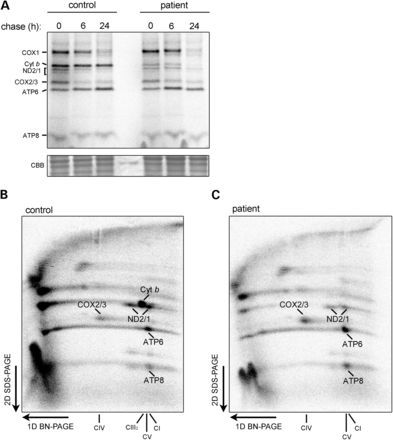 A
control patient
chase (h): 0 6 24 0 6 24
COX1
Cyt b
ND2/1
COX2/3
ATP6
ATP8
CBB
B control
C patient
Cyt b
COX2/3 ND2/1
ATP6
ATP8
COX2/3 ND2/1
ATP6
ATP8
2D SDS-PAGE
2D SDS-PAGE
1D BN-PAGE CIV CIII₂ CV CI
1D BN-PAGE CIV CV CI